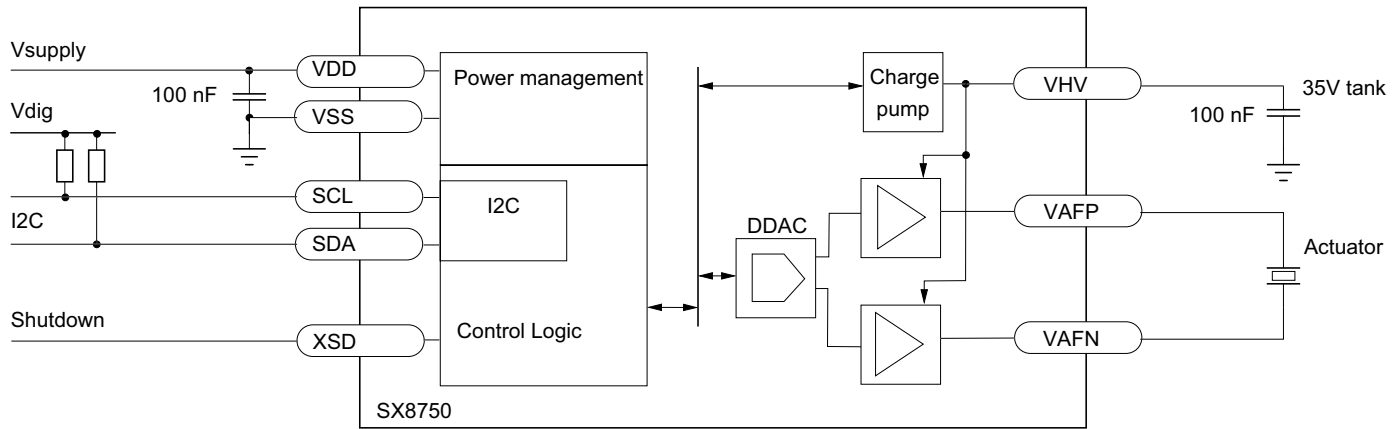 Vsupply
VDD
Power management
Charge
pump
VHV
35V tank
100 nF
100 nF
Vdig
VSS
SCL
I2C
VAFP
I2C
DDAC
SDA
Actuator
Shutdown
XSD
Control Logic
VAFN
SX8750